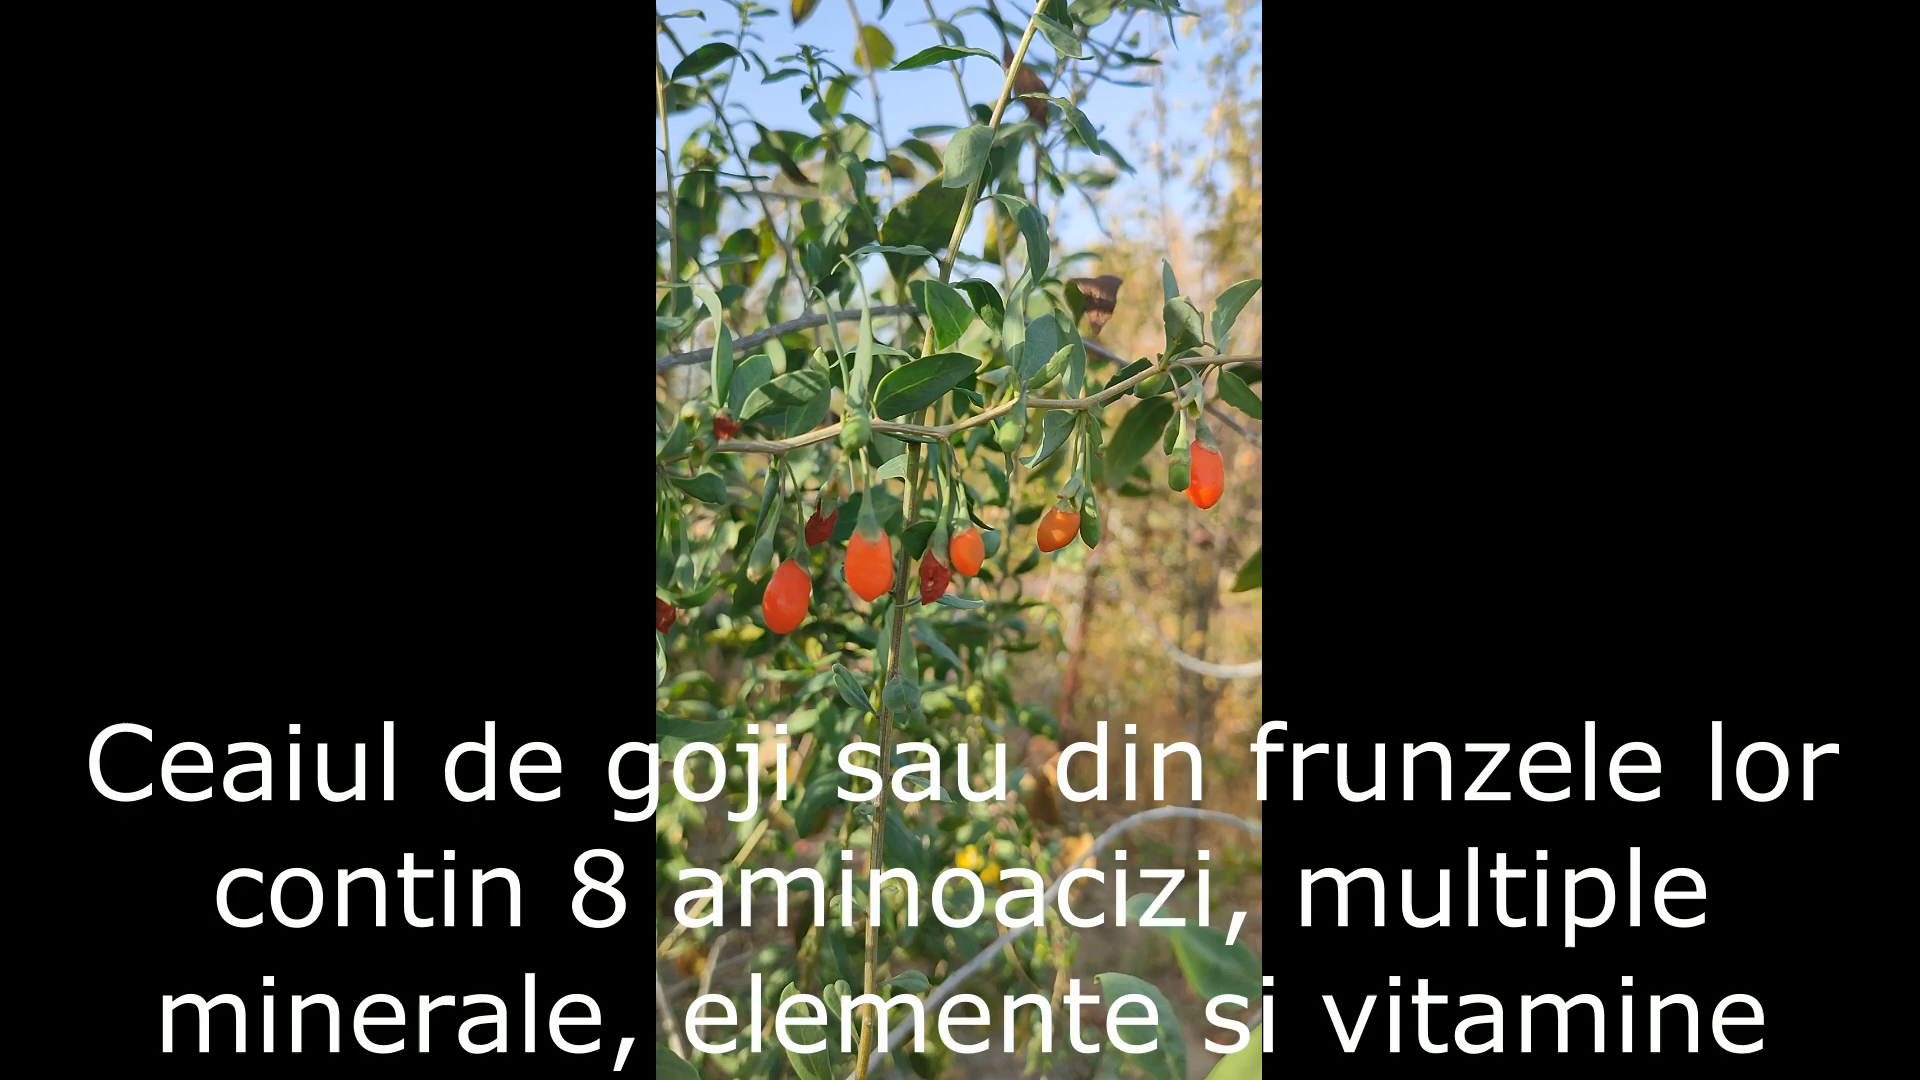 Ceaiul de goji sau din frunzele lor
contin 8 aminoacizi, multiple
minerale, elemente si vitamine